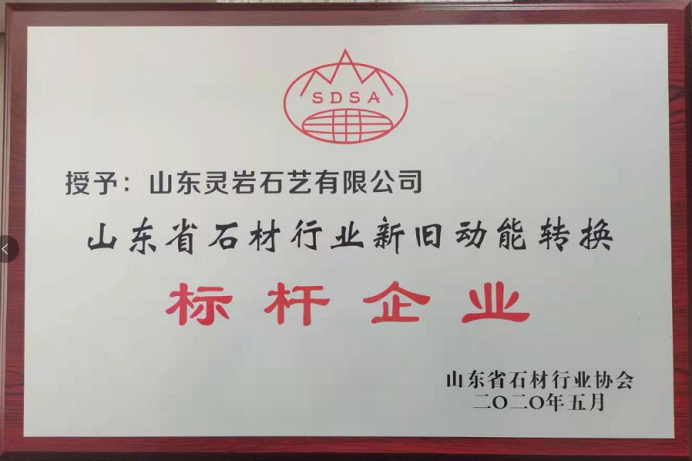 SDSA
授予：山东灵岩石艺有限公司
山东省石材行业新旧动能转换
标杆企业
山东省石材行业协会
二〇二〇年五月